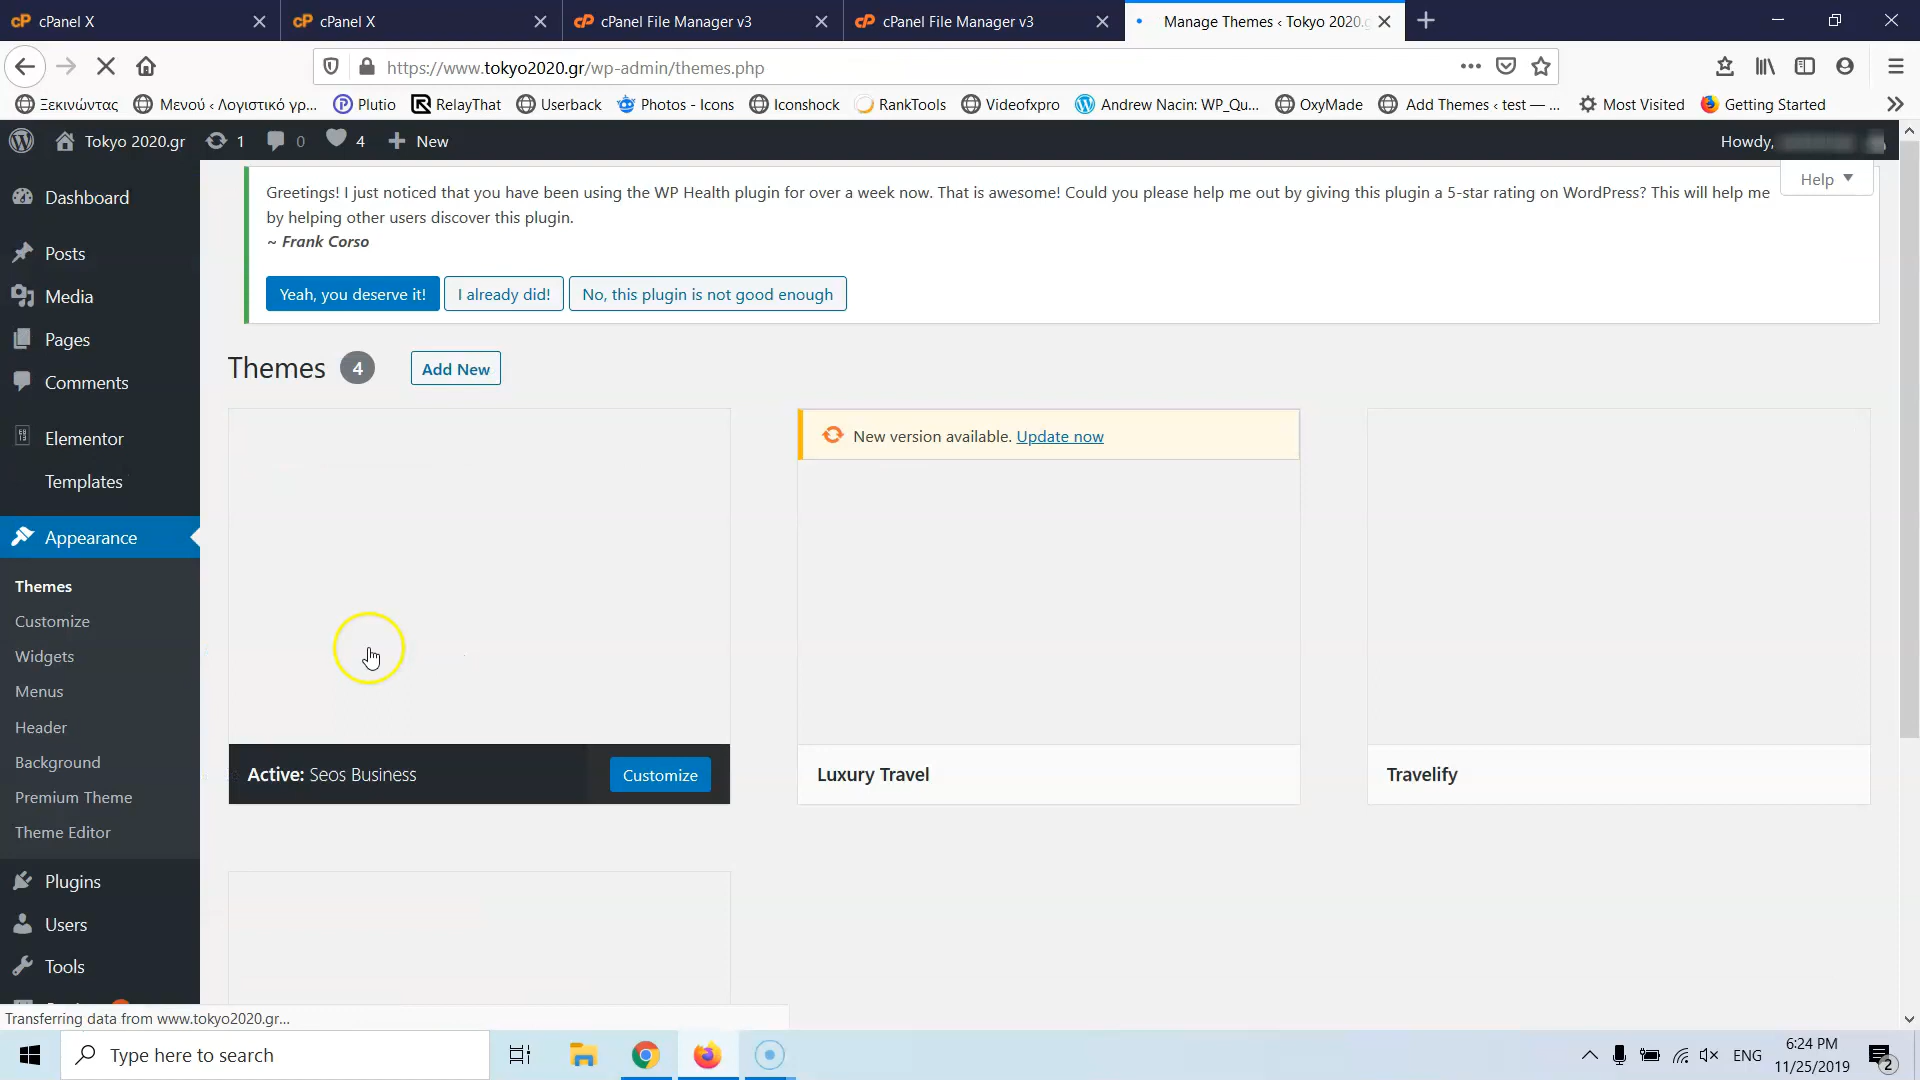 cPanel X
cPanel X
cPanel File Manager v3
cPanel File Manager v3
Manage Themes ‹ Tokyo 2020.g
https://www.tokyo2020.gr/wp-admin/themes.php
Ξεκινώντας
Μενού ‹ Λογιστικό γρ...
Plutio
RelayThat
Userback
Photos - Icons
Iconshock
RankTools
Videofxpro
Andrew Nacin: WP_Qu...
OxyMade
Add Themes ‹ test — ...
Most Visited
Getting Started
Tokyo 2020.gr
1
0
4
New
Howdy,
Help
Greetings! I just noticed that you have been using the WP Health plugin for over a week now. That is awesome! Could you please help me out by giving this plugin a 5-star rating on WordPress? This will help me
by helping other users discover this plugin.
~ Frank Corso
Yeah, you deserve it!
I already did!
No, this plugin is not good enough
Dashboard
Posts
Media
Pages
Comments
Elementor
Templates
Appearance
Themes
Customize
Widgets
Menus
Header
Background
Premium Theme
Theme Editor
Plugins
Users
Tools
Themes 4
Add New
New version available. Update now
Active: Seos Business
Customize
Luxury Travel
Travelify
Transferring data from www.tokyo2020.gr...
Type here to search
ENG
6:24 PM
11/25/2019
2